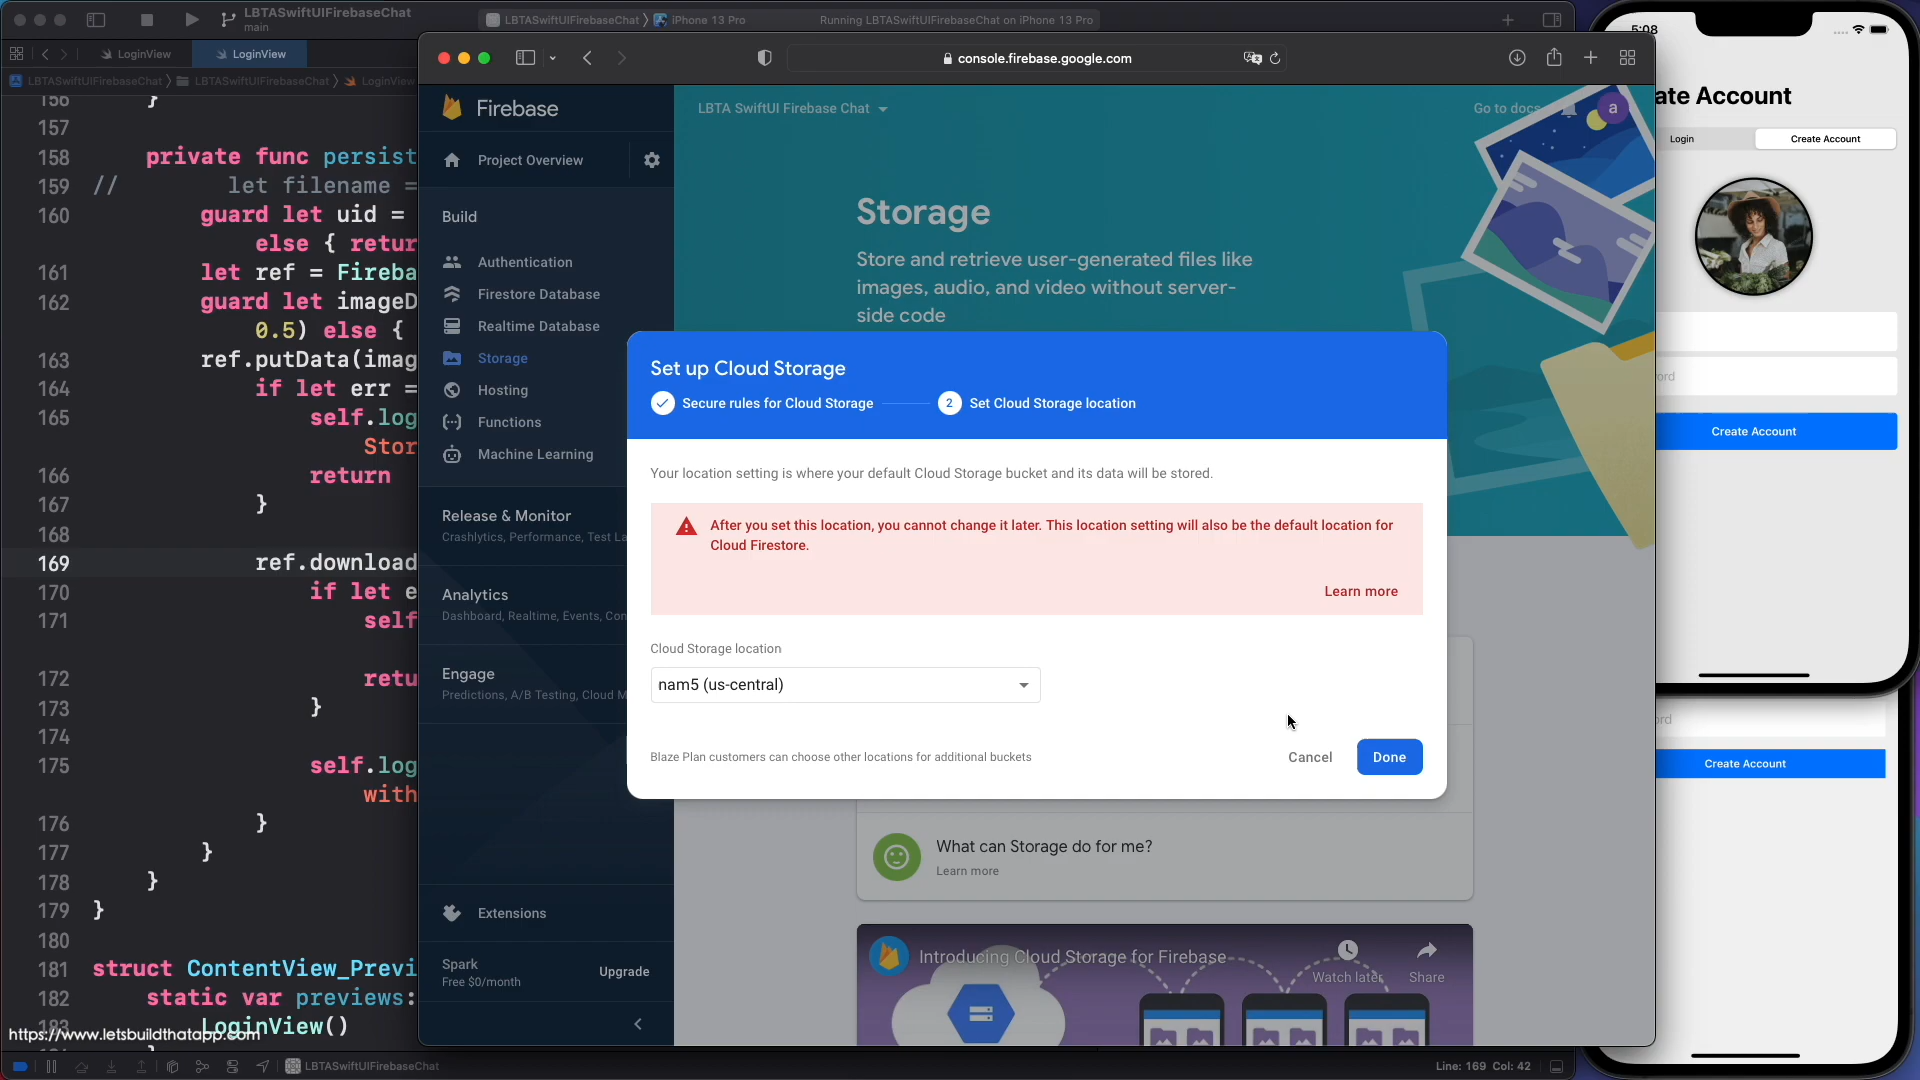 LBTASwiftUIFirebaseChat
main
LBTASwiftUIFirebaseChat
iPhone 13 Pro
Running LBTASwiftUIFirebaseChat on iPhone 13 Pro
LoginView
LoginView
LBTASwiftUIFirebaseChat
LBTASwiftUIFirebaseChat
LoginView
156 }
157
158 private func persist
159 // let filename =
160 guard let uid =
else { retur
161 let ref = Fireba
162 guard let imageD
0.5) else {
163 ref.putData(imag
164 if let err =
165 self.log
Stor
166 return
167 }
168
169 ref.download
170 if let e
171 self
172 retu
173 }
174
175 self.log
with
176 }
177 }
178 }
179 }
180
181 struct ContentView_Previ
182 static var previews:
183 LoginView()
https://www.letsbuildthatapp.com
LBTASwiftUIFirebaseChat
Line: 169 Col: 42
console.firebase.google.com
Firebase
Project Overview
Build
Authentication
Firestore Database
Realtime Database
Storage
Hosting
Functions
Machine Learning
Release & Monitor
Crashlytics, Performance, Test La
Analytics
Dashboard, Realtime, Events, Con
Engage
Predictions, A/B Testing, Cloud M
Extensions
Spark
Free $0/month
Upgrade
LBTA SwiftUI Firebase Chat
Go to docs
a
Storage
Store and retrieve user-generated files like
images, audio, and video without server-
side code
Set up Cloud Storage
Secure rules for Cloud Storage
2 Set Cloud Storage location
Your location setting is where your default Cloud Storage bucket and its data will be stored.
After you set this location, you cannot change it later. This location setting will also be the default location for
Cloud Firestore.
Learn more
Cloud Storage location
nam5 (us-central)
Blaze Plan customers can choose other locations for additional buckets
Cancel
Done
What can Storage do for me?
Learn more
Introducing Cloud Storage for Firebase
Watch later
Share
5:08
ate Account
Login
Create Account
ord
Create Account
ord
Create Account